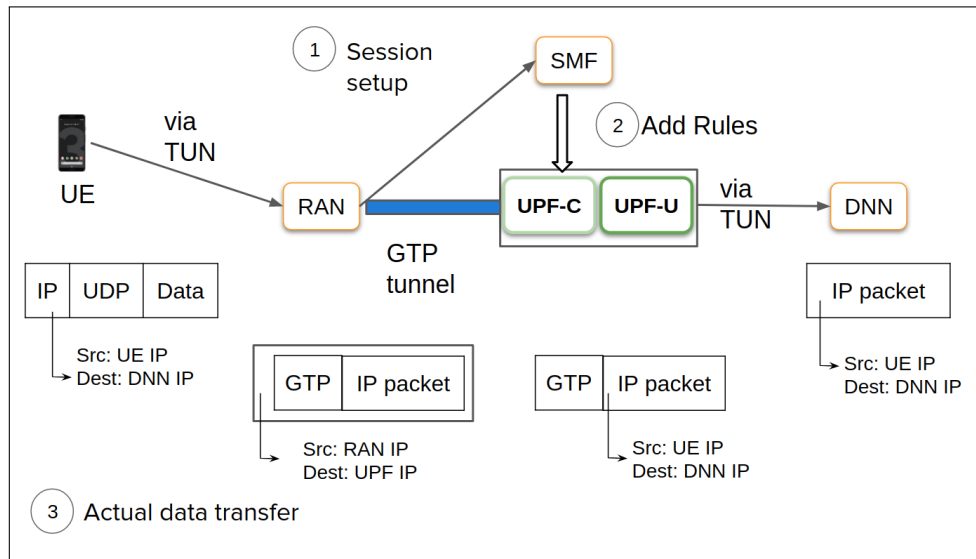 1
Session
setup
SMF
via
TUN
2
Add Rules
UE
RAN
UPF-C
UPF-U
via
TUN
DNN
GTP
tunnel
IP
UDP
Data
IP packet
Src: UE IP
Dest: DNN IP
Src: UE IP
Dest: DNN IP
GTP
IP packet
GTP
IP packet
Src: RAN IP
Dest: UPF IP
Src: UE IP
Dest: DNN IP
3
Actual data transfer